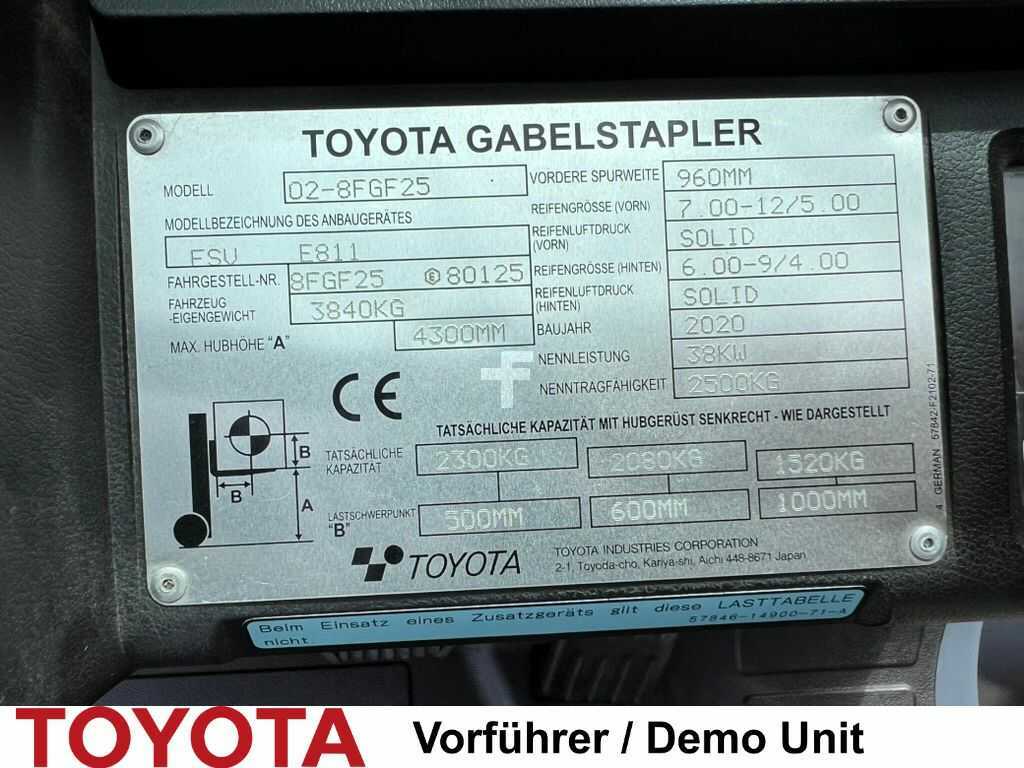 TOYOTA GABELSTAPLER
MODELL 02-8FGF25
MODELLBEZEICHNUNG DES ANBAUGERÄTES
FSV E811
FAHRGESTELL-NR. 8FGF25 E 80125
FAHRZEUG
-EIGENGEWICHT 3840KG
MAX. HUBHÖHE "A" 4300MM
VORDERE SPURWEITE 960MM
REIFENGRÖSSE (VORN) 7.00-12/5.00
REIFENLUFTDRUCK
(VORN) SOLID
REIFENGRÖSSE (HINTEN) 6.00-9/4.00
REIFENLUFTDRUCK
(HINTEN) SOLID
BAUJAHR 2020
NENNLEISTUNG 38KW
NENNTRAGFÄHIGKEIT 2500KG
CE
TATSÄCHLICHE KAPAZITÄT MIT HUBGERÜST SENKRECHT - WIE DARGESTELLT
TATSÄCHLICHE
KAPAZITÄT 2300KG 2080KG 1320KG
LASTSCHWERPUNKT
"B" 500MM 600MM 1000MM
B
B
A
TOYOTA
TOYOTA INDUSTRIES CORPORATION
2-1, Toyoda-cho, Kariya-shi, Aichi 448-8671 Japan
4 GERMAN 57842-F2102-71
Beim Einsatz eines Zusatzgeräts gilt diese LASTTABELLE
nicht. 57846-14900-71-A
TOYOTA Vorführer / Demo Unit